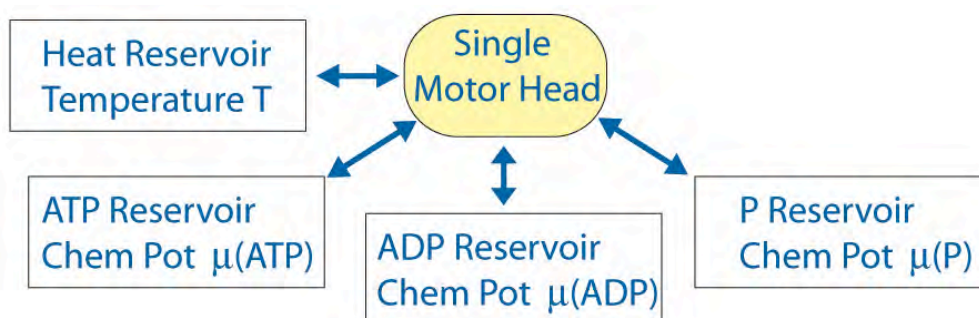 Heat Reservoir
Temperature T
Single
Motor Head
ATP Reservoir
Chem Pot μ(ATP)
ADP Reservoir
Chem Pot μ(ADP)
P Reservoir
Chem Pot μ(P)